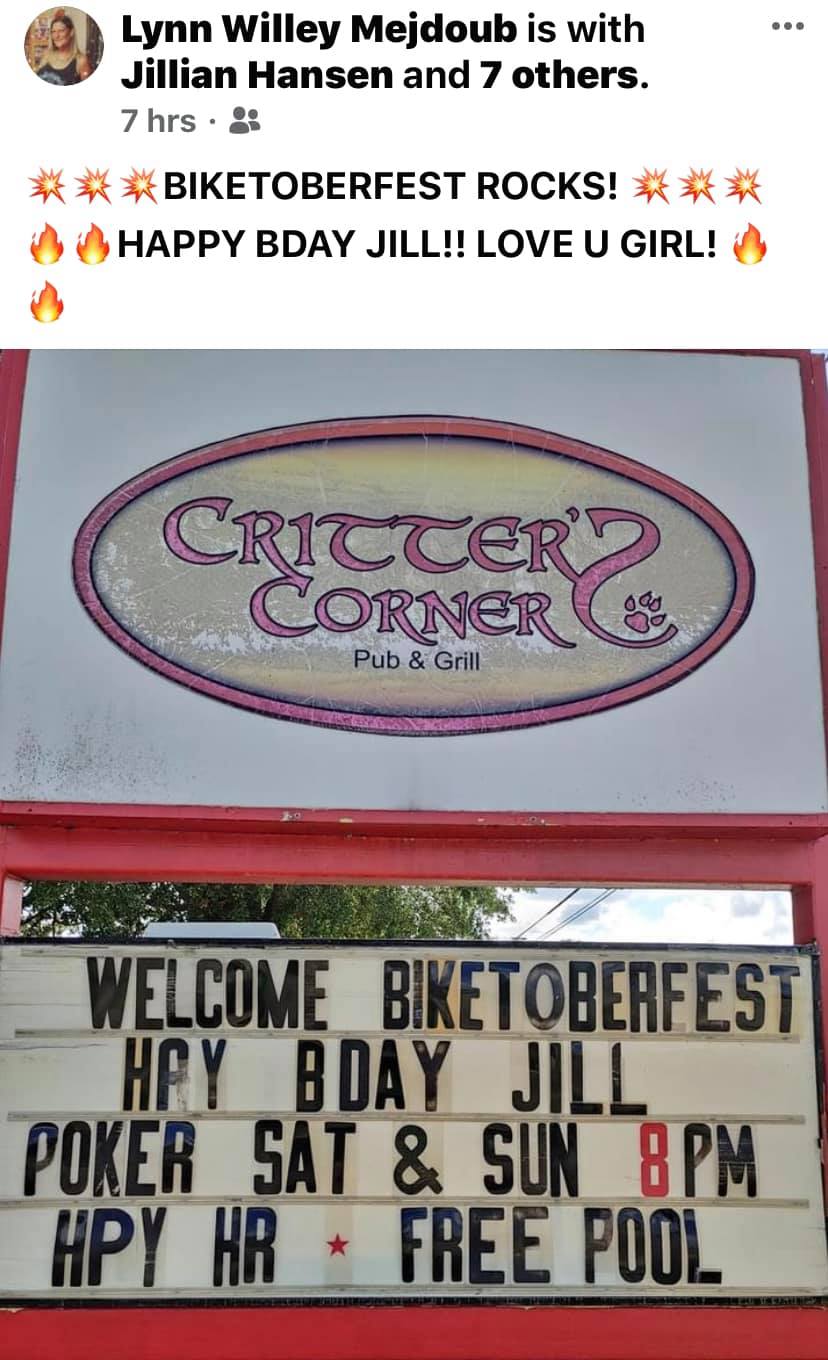 Lynn Willey Mejdoub is with
Jillian Hansen and 7 others.
7 hrs ·
💥💥💥BIKETOBERFEST ROCKS! 💥💥💥
🔥🔥HAPPY BDAY JILL!! LOVE U GIRL! 🔥
🔥
CRITTER'S
CORNER
Pub & Grill
WELCOME BIKETOBERFEST
HAY BDAY JILL
POKER SAT & SUN 8PM
HPY HR ★ FREE POOL